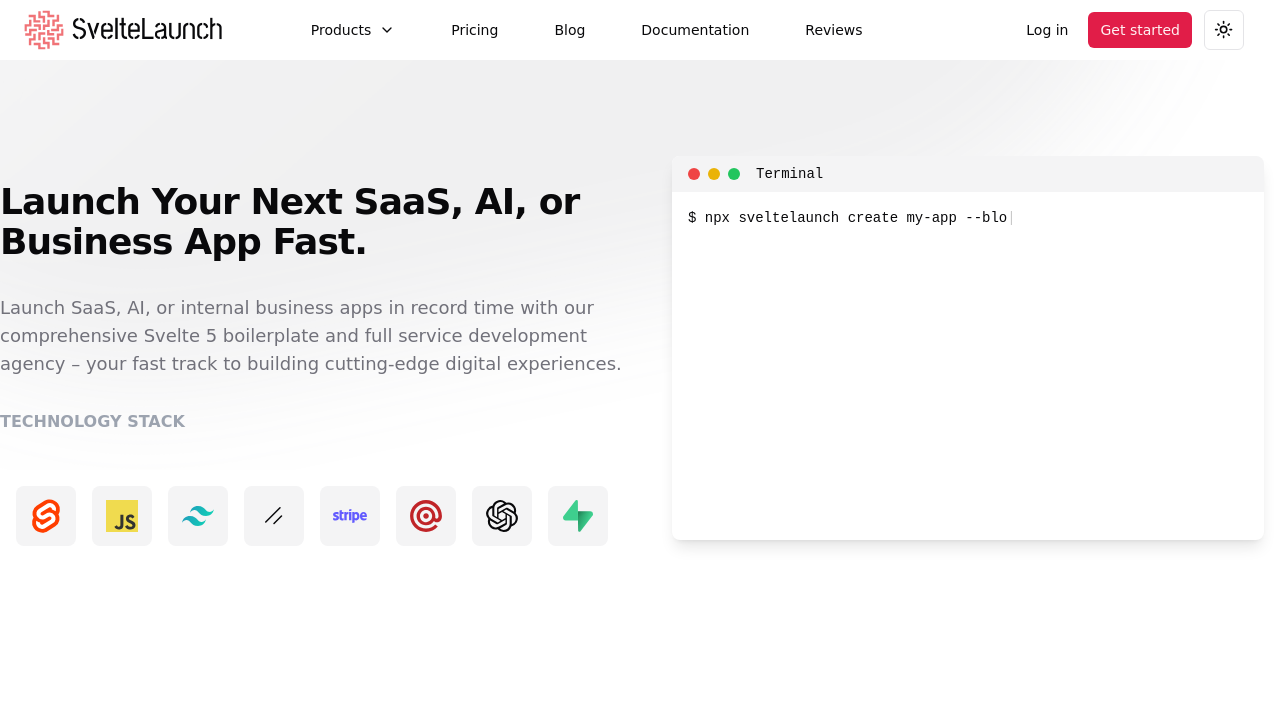 SvelteLaunch
Products
Pricing
Blog
Documentation
Reviews
Log in
Get started
Launch Your Next SaaS, AI, or
Business App Fast.
Launch SaaS, AI, or internal business apps in record time with our
comprehensive Svelte 5 boilerplate and full service development
agency – your fast track to building cutting-edge digital experiences.
TECHNOLOGY STACK
JS
stripe
Terminal
$ npx sveltelaunch create my-app --blo